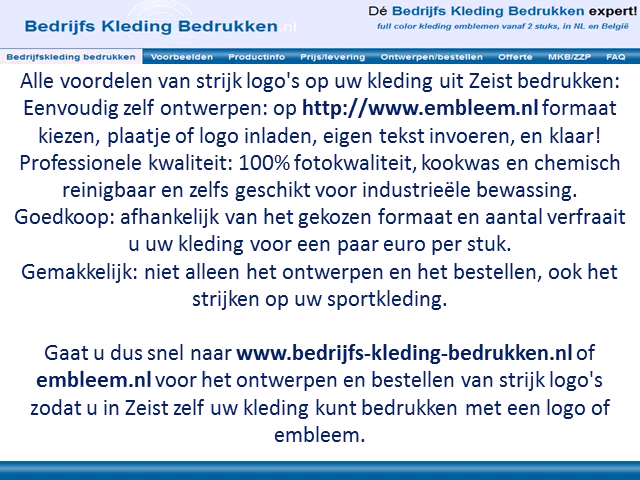 Bedrijfs Kleding Bedrukken.nl
Dé Bedrijfs Kleding Bedrukken expert!
full color kleding emblemen vanaf 2 stuks, in NL en België
Bedrijfskleding bedrukken Voorbeelden Productinfo Prijs/levering Ontwerpen/bestellen Offerte MKB/ZZP FAQ
Alle voordelen van strijk logo's op uw kleding uit Zeist bedrukken:
Eenvoudig zelf ontwerpen: op http://www.embleem.nl formaat
kiezen, plaatje of logo inladen, eigen tekst invoeren, en klaar!
Professionele kwaliteit: 100% fotokwaliteit, kookwas en chemisch
reinigbaar en zelfs geschikt voor industrieële bewassing.
Goedkoop: afhankelijk van het gekozen formaat en aantal verfraait
u uw kleding voor een paar euro per stuk.
Gemakkelijk: niet alleen het ontwerpen en het bestellen, ook het
strijken op uw sportkleding.
Gaat u dus snel naar www.bedrijfs-kleding-bedrukken.nl of
embleem.nl voor het ontwerpen en bestellen van strijk logo's
zodat u in Zeist zelf uw kleding kunt bedrukken met een logo of
embleem.